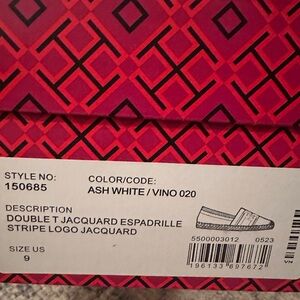 STYLE NO: COLOR/CODE:
150685 ASH WHITE / VINO 020
DESCRIPTION
DOUBLE T JACQUARD ESPADRILLE
STRIPE LOGO JACQUARD
5500003012 0523
SIZE US
9
196133 697672